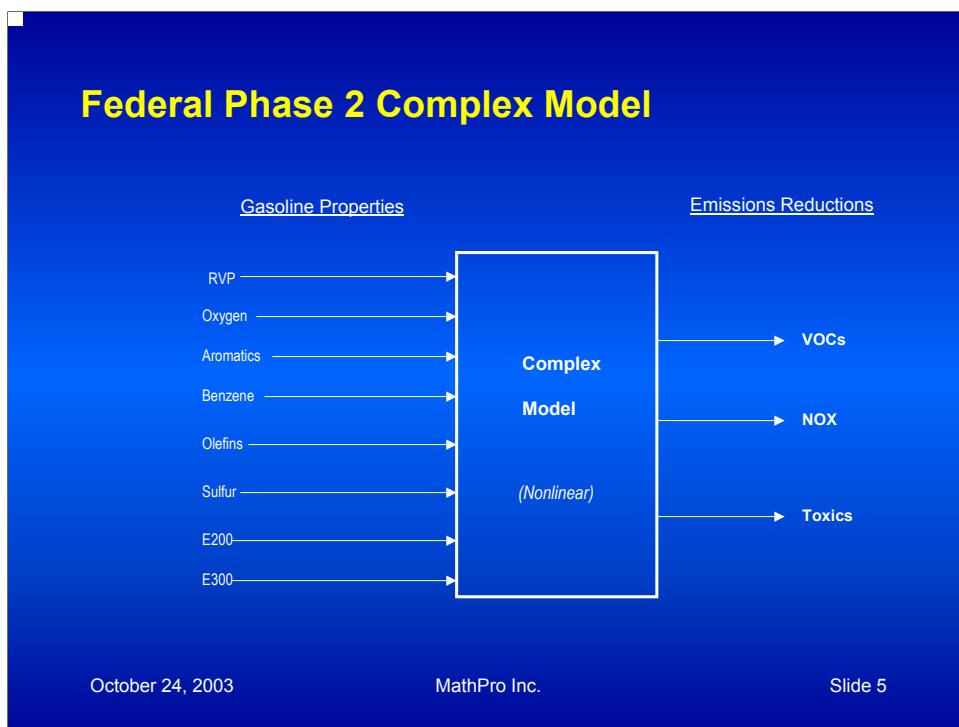 Federal Phase 2 Complex Model
Gasoline Properties
Emissions Reductions
RVP
Oxygen
Aromatics
Benzene
Olefins
Sulfur
E200
E300
Complex
Model
(Nonlinear)
VOCs
NOX
Toxics
October 24, 2003
MathPro Inc.
Slide 5